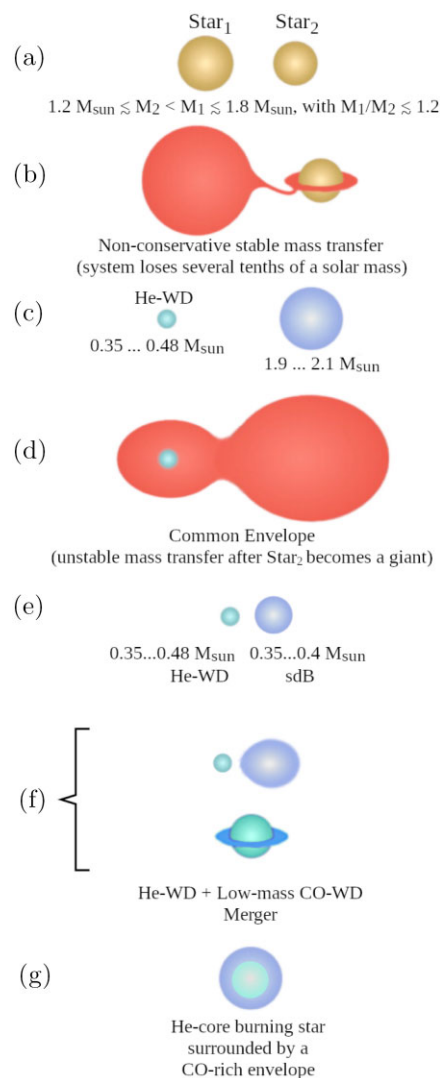 Star₁ Star₂
(a)
1.2 Msun ≲ M₂ < M₁ ≲ 1.8 Msun, with M₁/M₂ ≲ 1.2
(b)
Non-conservative stable mass transfer
(system loses several tenths of a solar mass)
He-WD
(c)
0.35 ... 0.48 Msun
1.9 ... 2.1 Msun
(d)
Common Envelope
(unstable mass transfer after Star₂ becomes a giant)
(e)
0.35...0.48 Msun 0.35...0.4 Msun
He-WD sdB
(f)
He-WD + Low-mass CO-WD
Merger
(g)
He-core burning star
surrounded by a
CO-rich envelope